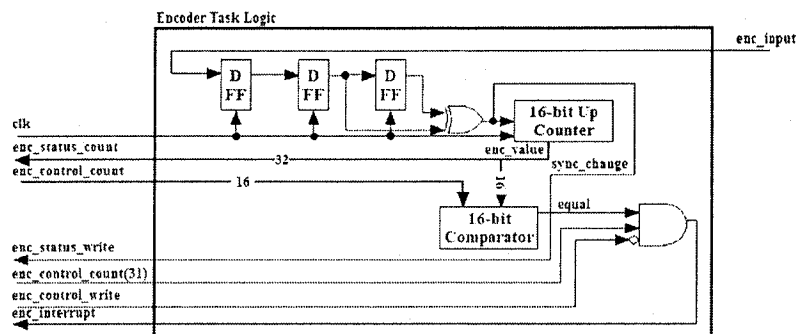 Encoder Task Logic
enc_input
D
FF
D
FF
D
FF
16-bit Up
Counter
clk
enc_status_count
32
enc_value
sync_change
enc_control_count
16
16
equal
16-bit
Comparator
enc_status_write
enc_control_count(31)
enc_control_write
enc_interrupt